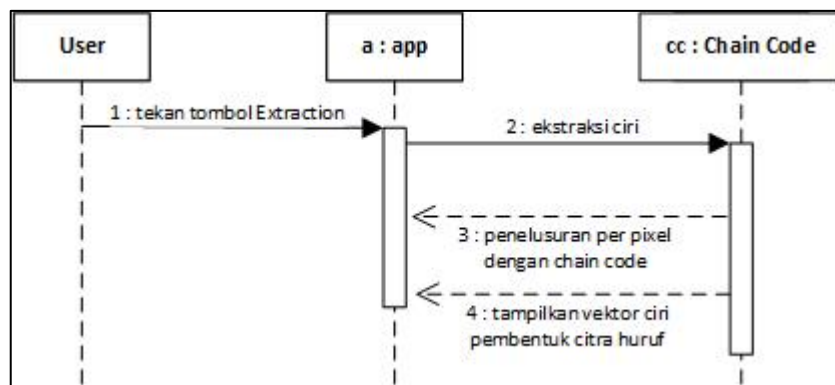 User
a : app
cc : Chain Code
1 : tekan tombol Extraction
2 : ekstraksi ciri
3 : penelusuran per pixel
dengan chain code
4 : tampilkan vektor ciri
pembentuk citra huruf